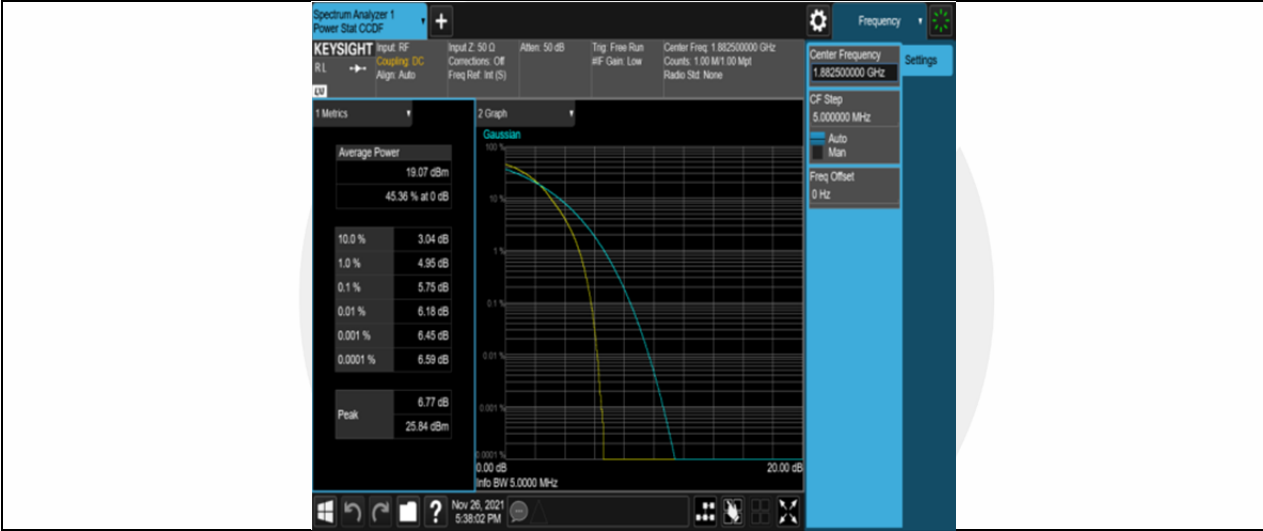 Spectrum Analyzer 1
Power Stat CCDF
+
Frequency
KEYSIGHT
RL
LV
Input: RF
Coupling: DC
Align: Auto
Input Z: 50 Ω
Corrections: Off
Freq Ref: Int (S)
Atten: 50 dB
Trig: Free Run
#IF Gain: Low
Center Freq: 1.882500000 GHz
Counts: 1.00 M/1.00 Mpt
Radio Std: None
Center Frequency
1.882500000 GHz
Settings
CF Step
5.000000 MHz
Auto
Man
Freq Offset
0 Hz
1 Metrics
Average Power
19.07 dBm
45.36 % at 0 dB
10.0 % 3.04 dB
1.0 % 4.95 dB
0.1 % 5.75 dB
0.01 % 6.18 dB
0.001 % 6.45 dB
0.0001 % 6.59 dB
Peak
6.77 dB
25.84 dBm
2 Graph
Gaussian
100 %
10 %
1 %
0.1 %
0.01 %
0.001 %
0.0001 %
0.00 dB 20.00 dB
Info BW 5.0000 MHz
?
Nov 26, 2021
5:38:02 PM